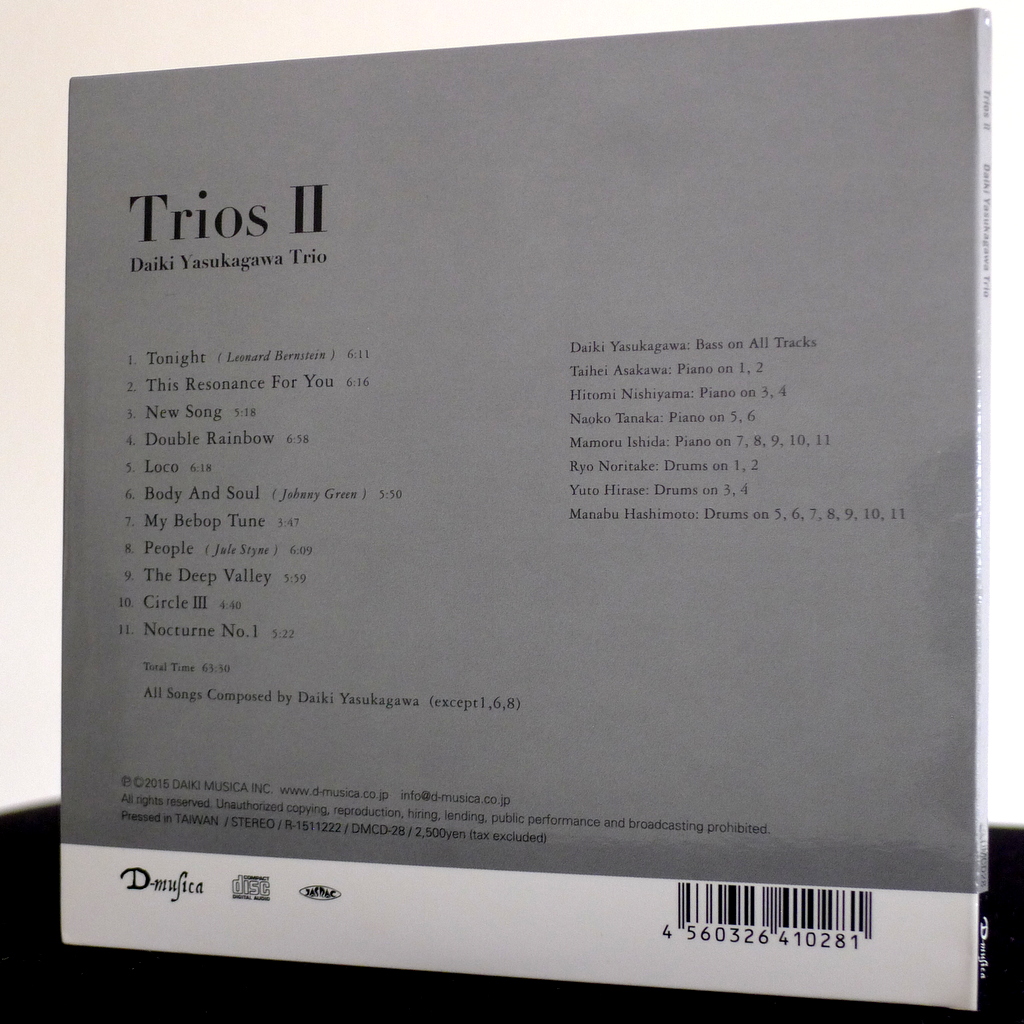 Trios II
Daiki Yasukagawa Trio
1. Tonight ( Leonard Bernstein ) 6:11
2. This Resonance For You 6:16
3. New Song 5:18
4. Double Rainbow 6:58
5. Loco 6:18
6. Body And Soul ( Johnny Green ) 5:50
7. My Bebop Tune 3:47
8. People ( Jule Styne ) 6:09
9. The Deep Valley 5:59
10. Circle III 4:40
11. Nocturne No.1 5:22
Total Time 63:30
All Songs Composed by Daiki Yasukagawa (except1,6,8)
Daiki Yasukagawa: Bass on All Tracks
Taihei Asakawa: Piano on 1, 2
Hitomi Nishiyama: Piano on 3, 4
Naoko Tanaka: Piano on 5, 6
Mamoru Ishida: Piano on 7, 8, 9, 10, 11
Ryo Noritake: Drums on 1, 2
Yuto Hirase: Drums on 3, 4
Manabu Hashimoto: Drums on 5, 6, 7, 8, 9, 10, 11
℗©2015 DAIKI MUSICA INC. www.d-musica.co.jp info@d-musica.co.jp
All rights reserved. Unauthorized copying, reproduction, hiring, lending, public performance and broadcasting prohibited.
Pressed in TAIWAN / STEREO / R-1511222 / DMCD-28 / 2,500yen (tax excluded)
D-musica
COMPACT
disc
DIGITAL AUDIO
JASRAC
4 560326 410281
Trios II Daiki Yasukagawa Trio
D-musica